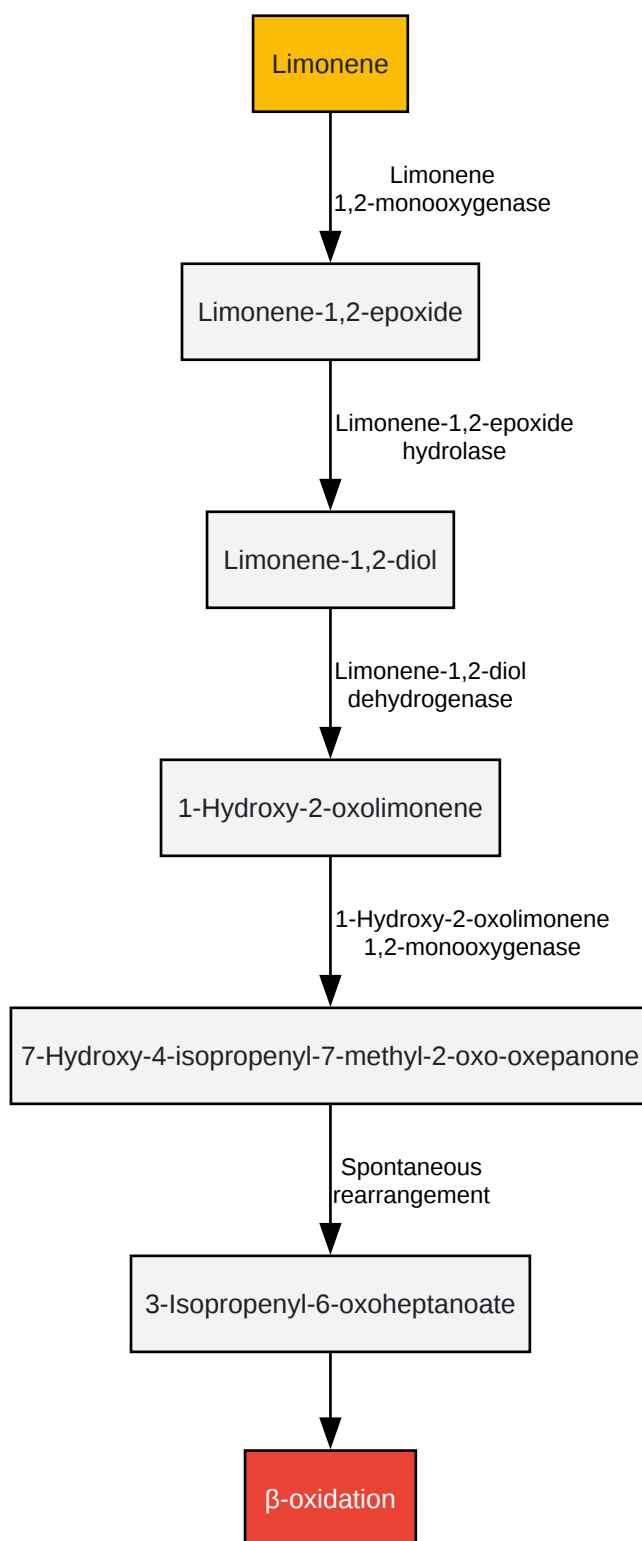 Limonene
Limonene
1,2-monooxygenase
Limonene-1,2-epoxide
Limonene-1,2-epoxide
hydrolase
Limonene-1,2-diol
Limonene-1,2-diol
dehydrogenase
1-Hydroxy-2-oxolimonene
1-Hydroxy-2-oxolimonene
1,2-monooxygenase
7-Hydroxy-4-isopropenyl-7-methyl-2-oxo-oxepanone
Spontaneous
rearrangement
3-Isopropenyl-6-oxoheptanoate
β-oxidation